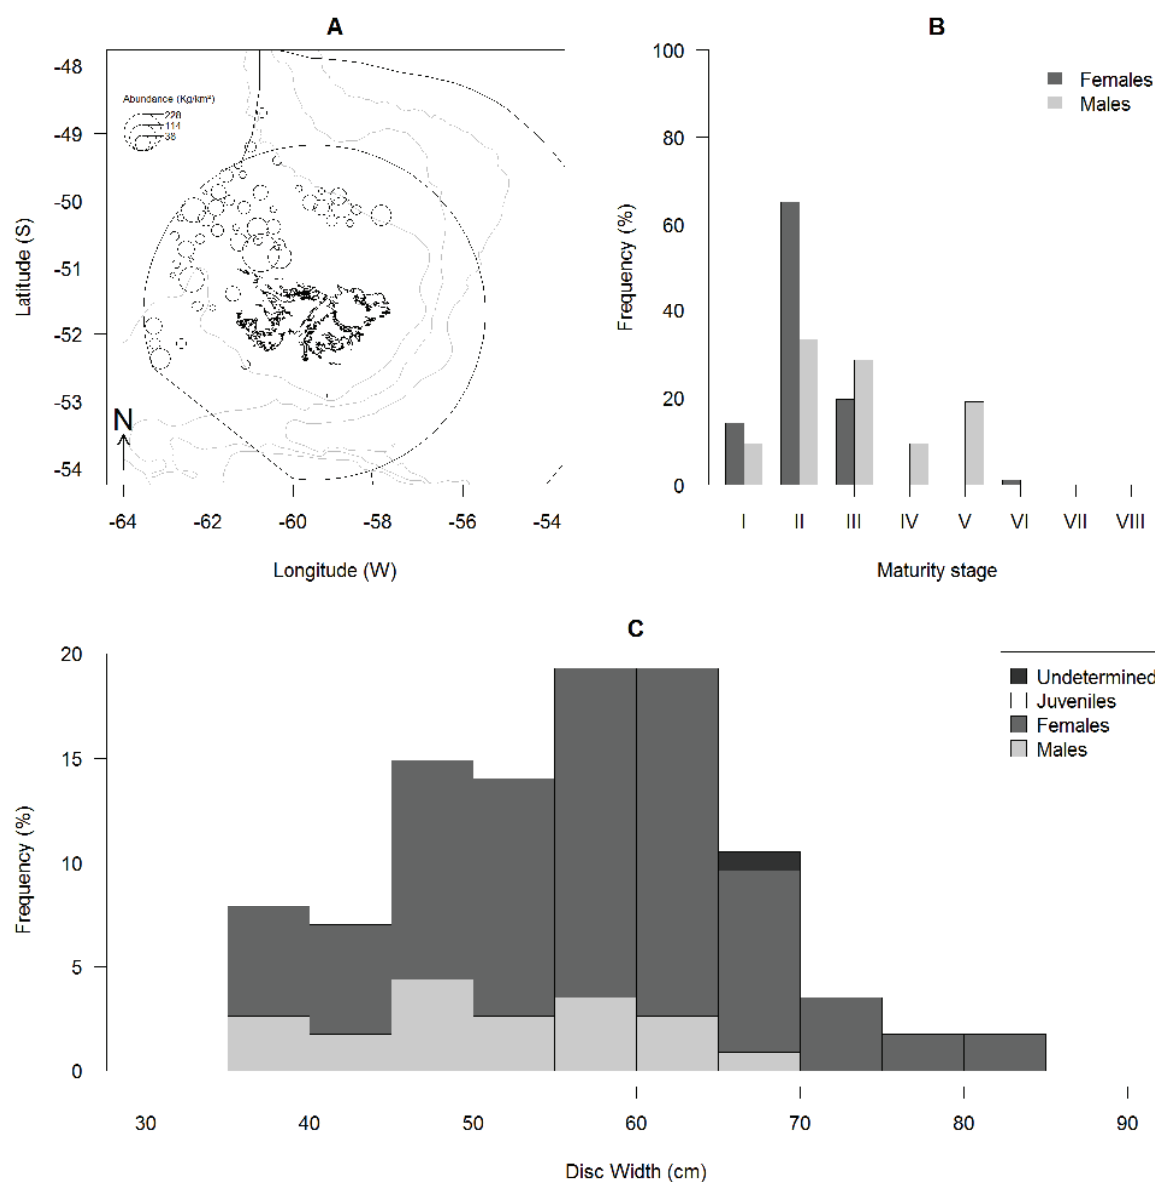 A
-48
-49
-50
-51
-52
-53
-54
Latitude (S)
Abundance (Kg/km²)
228
114
38
N
-64
-62
-60
-58
-56
-54
Longitude (W)
B
100
80
60
40
20
0
Frequency (%)
Females
Males
I II III IV V VI VII VIII
Maturity stage
C
20
15
10
5
0
Frequency (%)
Undetermined
Juveniles
Females
Males
30 40 50 60 70 80 90
Disc Width (cm)